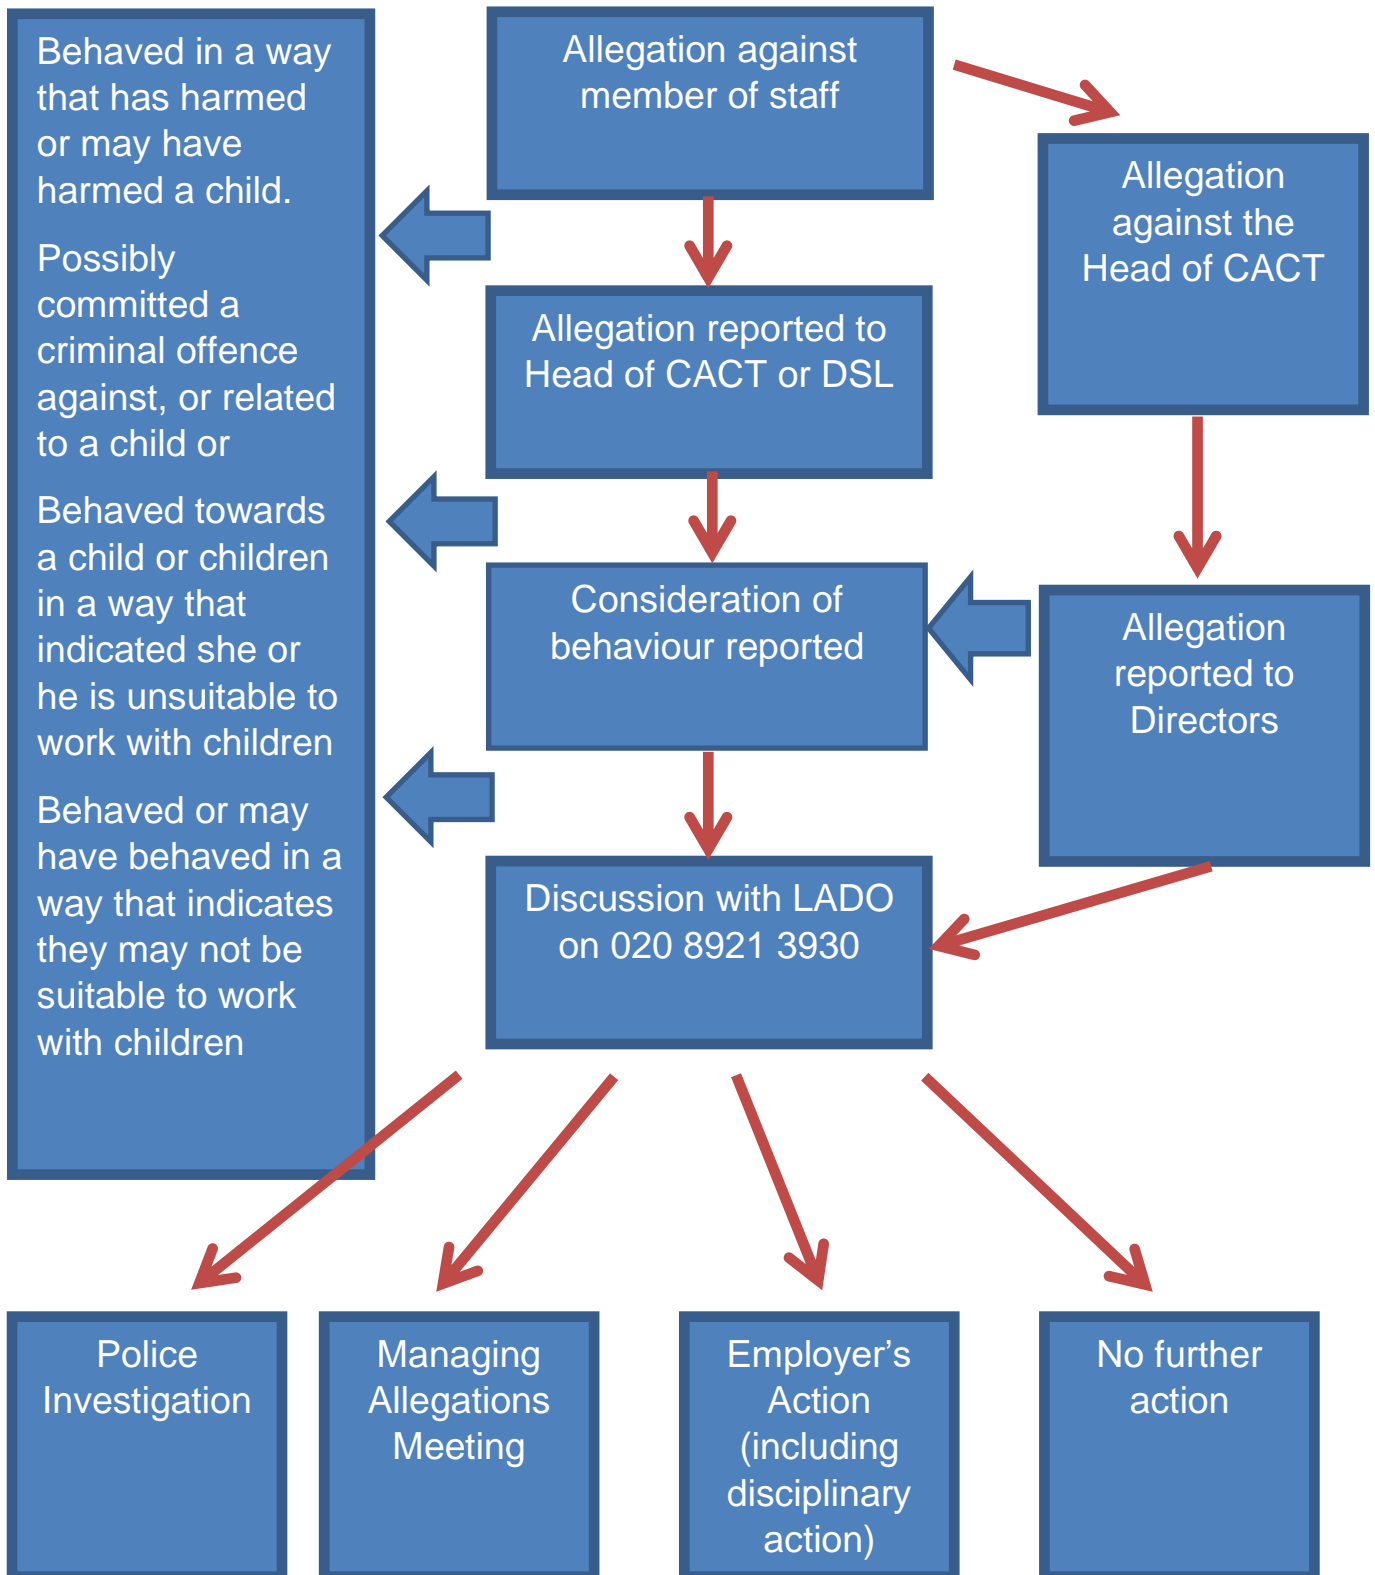 Behaved in a way
that has harmed
or may have
harmed a child.
Possibly
committed a
criminal offence
against, or related
to a child or
Behaved towards
a child or children
in a way that
indicated she or
he is unsuitable to
work with children
Behaved or may
have behaved in a
way that indicates
they may not be
suitable to work
with children
Allegation against
member of staff
Allegation
against the
Head of CACT
Allegation reported to
Head of CACT or DSL
Consideration of
behaviour reported
Allegation
reported to
Directors
Discussion with LADO
on 020 8921 3930
Police
Investigation
Managing
Allegations
Meeting
Employer’s
Action
(including
disciplinary
action)
No further
action